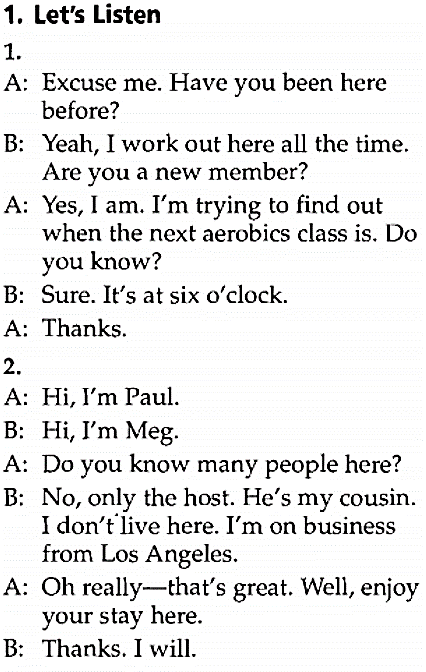 1. Let's Listen
1.
A: Excuse me. Have you been here
before?
B: Yeah, I work out here all the time.
Are you a new member?
A: Yes, I am. I'm trying to find out
when the next aerobics class is. Do
you know?
B: Sure. It's at six o'clock.
A: Thanks.
2.
A: Hi, I'm Paul.
B: Hi, I'm Meg.
A: Do you know many people here?
B: No, only the host. He's my cousin.
I don't live here. I'm on business
from Los Angeles.
A: Oh really—that's great. Well, enjoy
your stay here.
B: Thanks. I will.